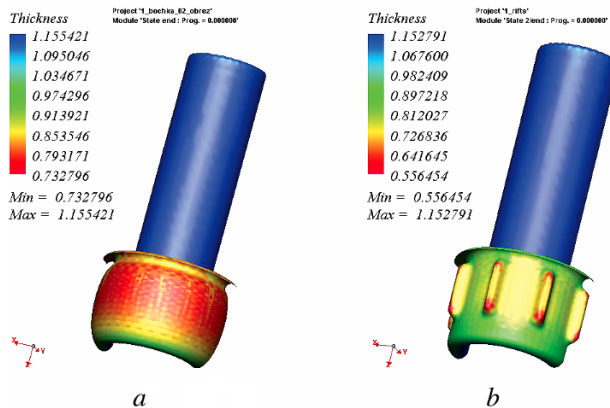 Thickness
1.155421
1.095046
1.034671
0.974296
0.913921
0.853546
0.793171
0.732796
Min = 0.732796
Max = 1.155421
Project "1_bochka_02_obrez"
Module 'State end : Prog. = 0.000000'
X
Y
Z
a
Thickness
1.152791
1.067600
0.982409
0.897218
0.812027
0.726836
0.641645
0.556454
Min = 0.556454
Max = 1.152791
Project "1_rifts"
Module 'State 2/end : Prog. = 0.000000'
X
Y
Z
b